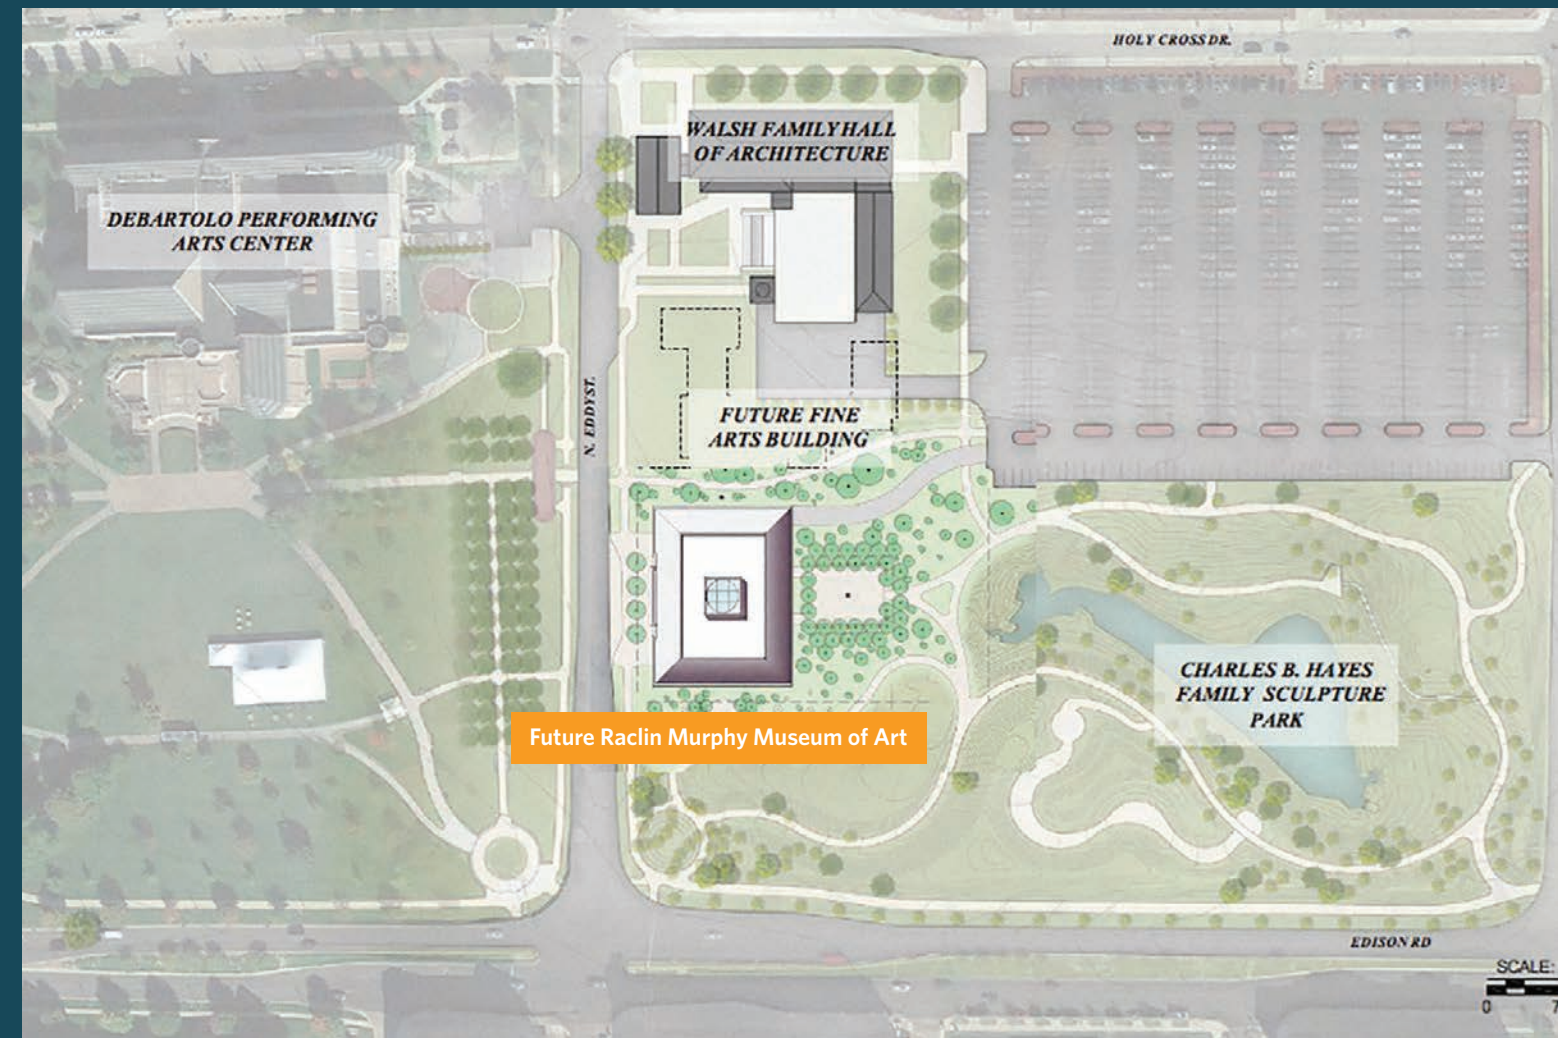 HOLY CROSS DR.
WALSH FAMILY HALL
OF ARCHITECTURE
DEBARTOLO PERFORMING
ARTS CENTER
N. EDDY ST.
FUTURE FINE
ARTS BUILDING
CHARLES B. HAYES
FAMILY SCULPTURE
PARK
Future Raclin Murphy Museum of Art
EDISON RD
SCALE:
0 7